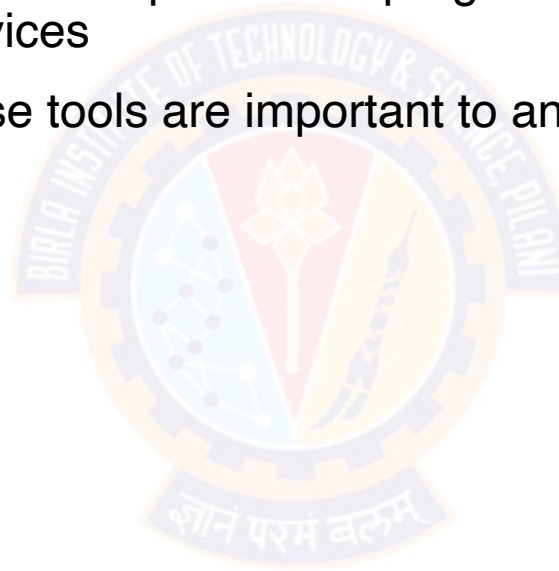 vices
se tools are important to an
BIRLA INSTITUTE OF TECHNOLOGY & SCIENCE, PILANI
ज्ञानं परमं बलम्